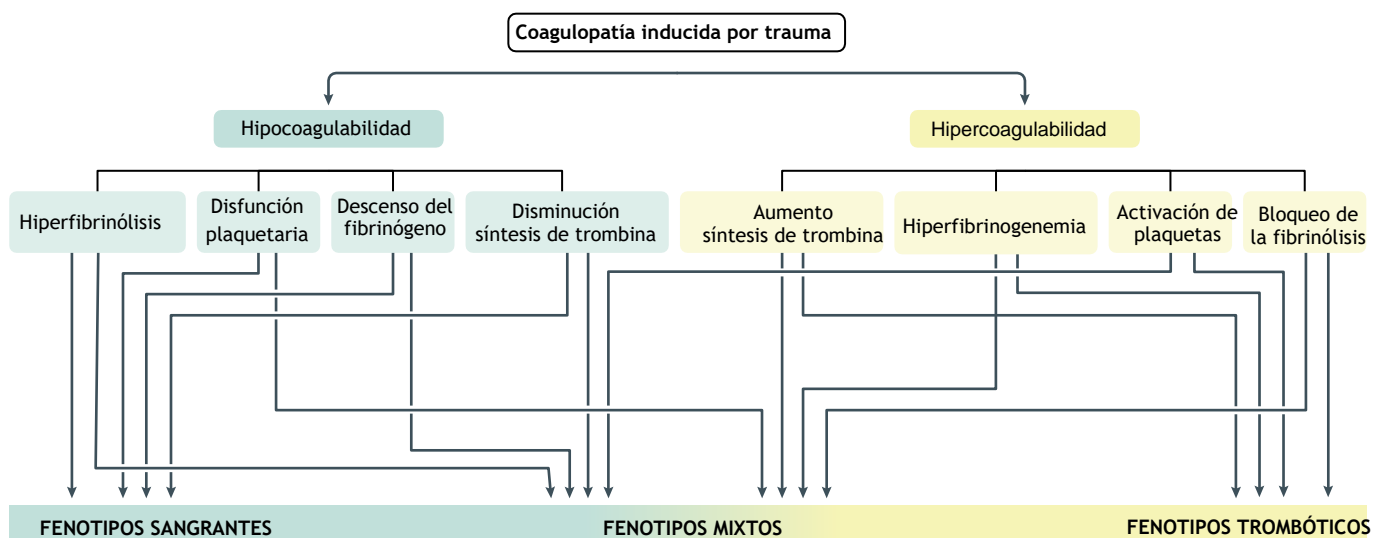 Coagulopatía inducida por trauma
Hipocoagulabilidad
Hipercoagulabilidad
Hiperfibrinólisis
Disfunción
plaquetaria
Descenso del
fibrinógeno
Disminución
síntesis de trombina
Aumento
síntesis de trombina
Hiperfibrinogenemia
Activación de
plaquetas
Bloqueo de
la fibrinólisis
FENOTIPOS SANGRANTES
FENOTIPOS MIXTOS
FENOTIPOS TROMBÓTICOS